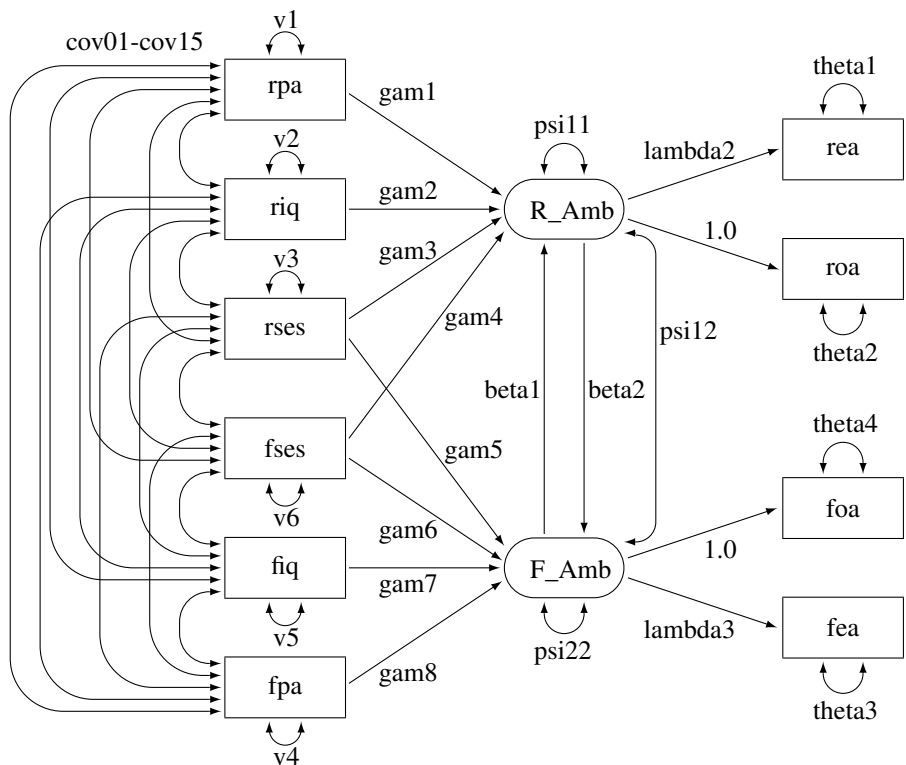 cov01-cov15
v1
rpa
v2
riq
v3
rses
fses
v6
fiq
v5
fpa
v4
gam1
gam2
gam3
gam4
gam5
gam6
gam7
gam8
psi11
R_Amb
beta1
beta2
psi12
F_Amb
psi22
lambda2
1.0
1.0
lambda3
theta1
rea
roa
theta2
theta4
foa
fea
theta3